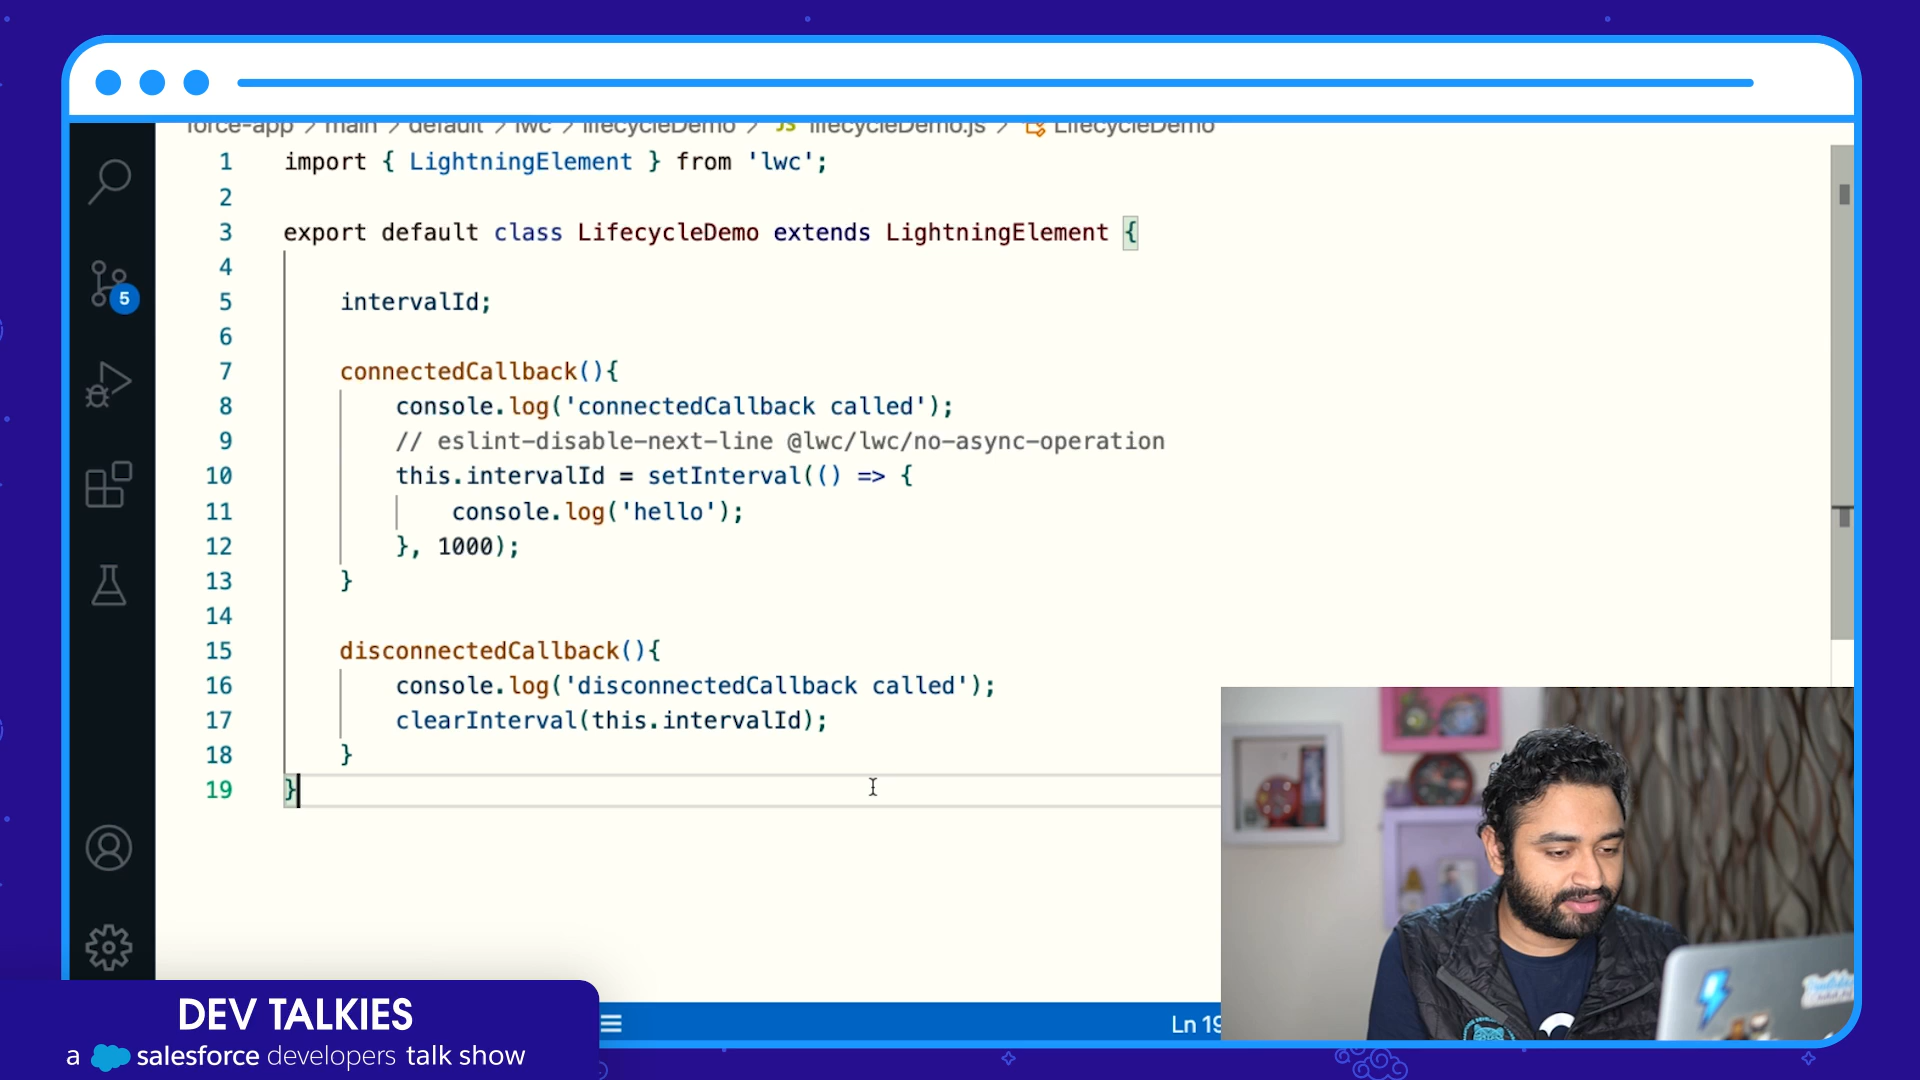 force-app > main > default > lwc > lifecycleDemo > JS lifecycleDemo.js > LifecycleDemo
1 import { LightningElement } from 'lwc';
2
3 export default class LifecycleDemo extends LightningElement {
4
5 intervalId;
6
7 connectedCallback(){
8 console.log('connectedCallback called');
9 // eslint-disable-next-line @lwc/lwc/no-async-operation
10 this.intervalId = setInterval(() => {
11 console.log('hello');
12 }, 1000);
13 }
14
15 disconnectedCallback(){
16 console.log('disconnectedCallback called');
17 clearInterval(this.intervalId);
18 }
19 }
5
Ln 19
DEV TALKIES
a salesforce developers talk show